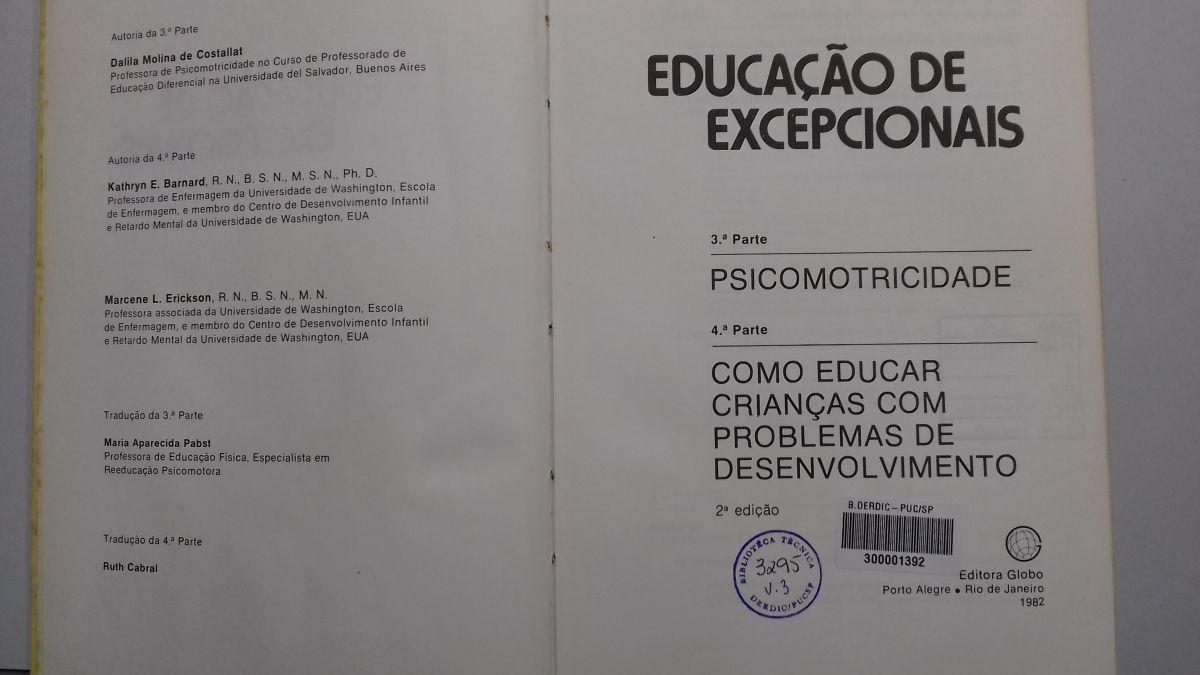 Autoria da 3.ª Parte
Dalila Molina de Costallat
Professora de Psicomotricidade no Curso de Professorado de
Educação Diferencial na Universidade del Salvador, Buenos Aires
Autoria da 4.ª Parte
Kathryn E. Barnard, R. N., B. S. N., M. S. N., Ph. D.
Professora de Enfermagem da Universidade de Washington, Escola
de Enfermagem, e membro do Centro de Desenvolvimento Infantil
e Retardo Mental da Universidade de Washington, EUA
Marcene L. Erickson, R. N., B. S. N., M. N.
Professora associada da Universidade de Washington, Escola
de Enfermagem, e membro do Centro de Desenvolvimento Infantil
e Retardo Mental da Universidade de Washington, EUA
Tradução da 3.ª Parte
Maria Aparecida Pabst
Professora de Educação Física, Especialista em
Reeducação Psicomotora
Tradução da 4.ª Parte
Ruth Cabral
EDUCAÇÃO DE
EXCEPCIONAIS
3.ª Parte
PSICOMOTRICIDADE
4.ª Parte
COMO EDUCAR
CRIANÇAS COM
PROBLEMAS DE
DESENVOLVIMENTO
2ª edição
B.DERDIC - PUC/SP
300001392
BIBLIOTÊCA TÉCNICA
3295
v.3
DERDIC/PUCSP
Editora Globo
Porto Alegre • Rio de Janeiro
1982